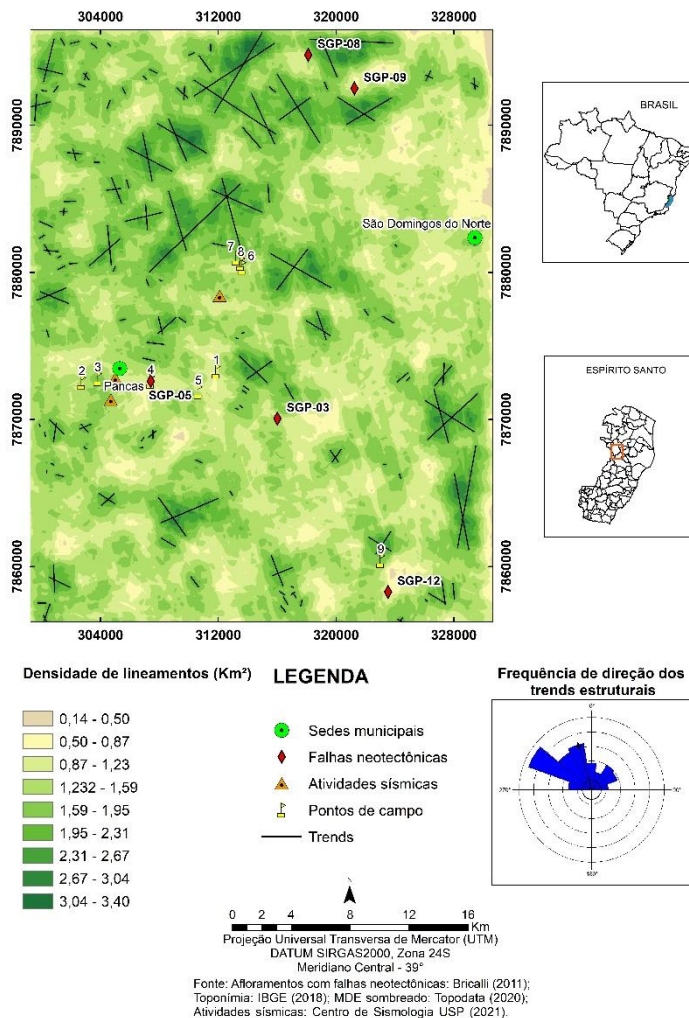 304000 312000 320000 328000
SGP-08
SGP-09
BRASIL
7890000 7890000
São Domingos do Norte
7 8 6
7880000 7880000
2 3 4 1
Pancas 5
SGP-05
SGP-03
7870000 7870000
ESPÍRITO SANTO
9
7860000 7860000
SGP-12
304000 312000 320000 328000
Densidade de lineamentos (Km²)
0,14 - 0,50
0,50 - 0,87
0,87 - 1,23
1,232 - 1,59
1,59 - 1,95
1,95 - 2,31
2,31 - 2,67
2,67 - 3,04
3,04 - 3,40
LEGENDA
Sedes municipais
Falhas neotectônicas
Atividades sísmicas
Pontos de campo
Trends
Frequência de direção dos
trends estruturais
0°
270°
180°
0 2 4 8 12 16
Km
Projeção Universal Transversa de Mercator (UTM)
DATUM SIRGAS2000, Zona 24S
Meridiano Central - 39°
Fonte: Afloramentos com falhas neotectônicas: Bricalli (2011);
Toponímia: IBGE (2018); MDE sombreado: Topodata (2020);
Atividades sísmicas: Centro de Sismologia USP (2021).